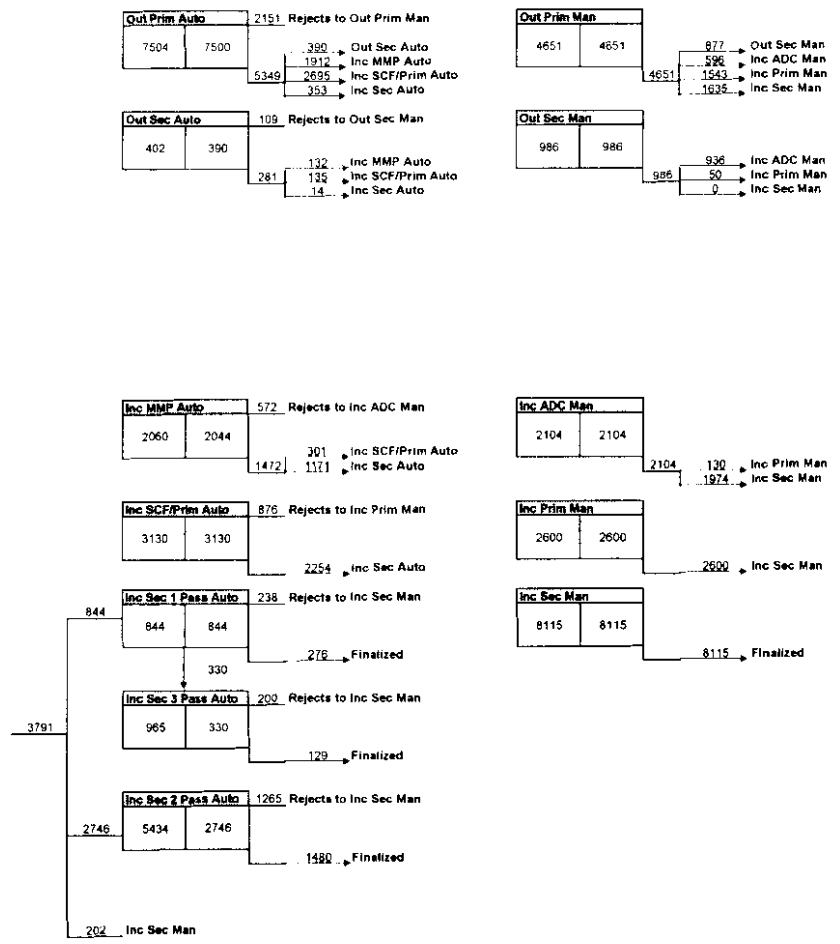 Out Prim Auto 2151 Rejects to Out Prim Man
7504 7500
5349
390 Out Sec Auto
1912 Inc MMP Auto
2695 Inc SCF/Prim Auto
353 Inc Sec Auto
Out Prim Man
4651 4651
4651
877 Out Sec Man
596 Inc ADC Man
1543 Inc Prim Man
1635 Inc Sec Man
Out Sec Auto 109 Rejects to Out Sec Man
402 390
281
132 Inc MMP Auto
135 Inc SCF/Prim Auto
14 Inc Sec Auto
Out Sec Man
986 986
986
936 Inc ADC Man
50 Inc Prim Man
0 Inc Sec Man
Inc MMP Auto 572 Rejects to Inc ADC Man
2060 2044
1472
301 Inc SCF/Prim Auto
1171 Inc Sec Auto
Inc ADC Man
2104 2104
2104
130 Inc Prim Man
1974 Inc Sec Man
Inc SCF/Prim Auto 876 Rejects to Inc Prim Man
3130 3130
2254 Inc Sec Auto
Inc Prim Man
2600 2600
2600 Inc Sec Man
844
Inc Sec 1 Pass Auto 238 Rejects to Inc Sec Man
844 844
276 Finalized
330
Inc Sec Man
8115 8115
8115 Finalized
3791
Inc Sec 3 Pass Auto 200 Rejects to Inc Sec Man
965 330
129 Finalized
2746
Inc Sec 2 Pass Auto 1265 Rejects to Inc Sec Man
5434 2746
1480 Finalized
202 Inc Sec Man